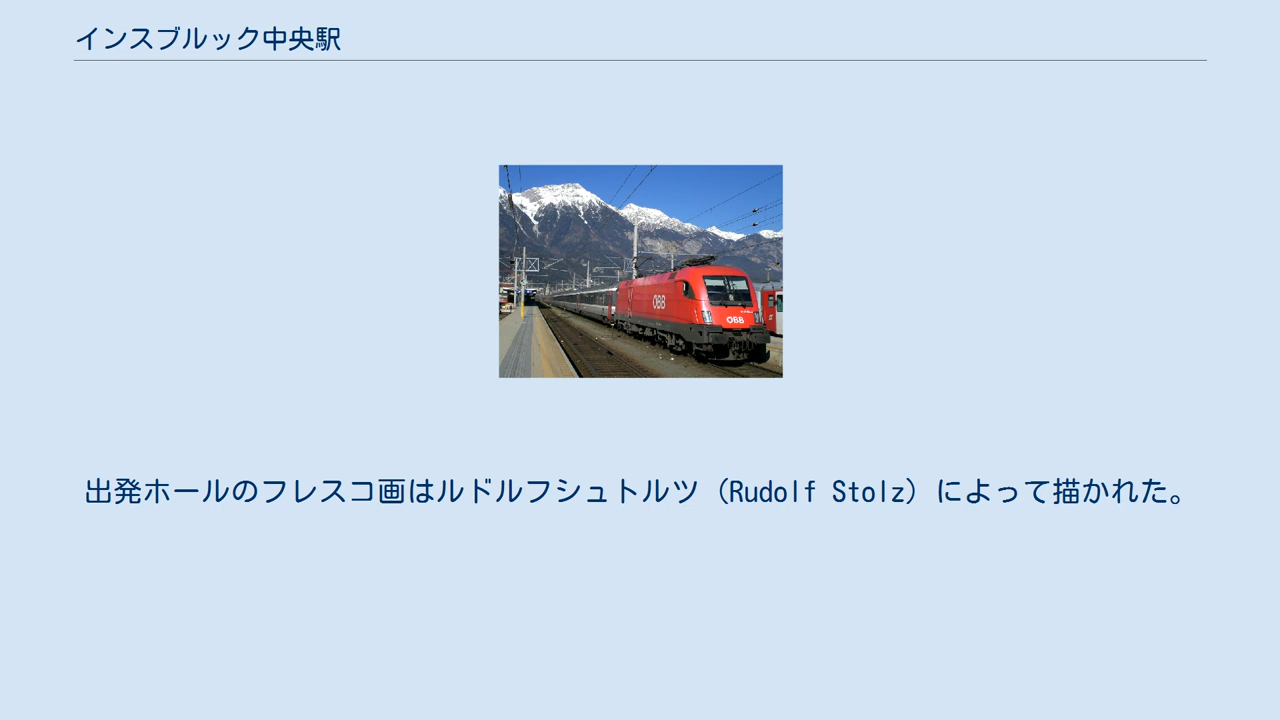 インスブルック中央駅
ÖBB
ÖBB
出発ホールのフレスコ画はルドルフシュトルツ（Rudolf Stolz）によって描かれた。